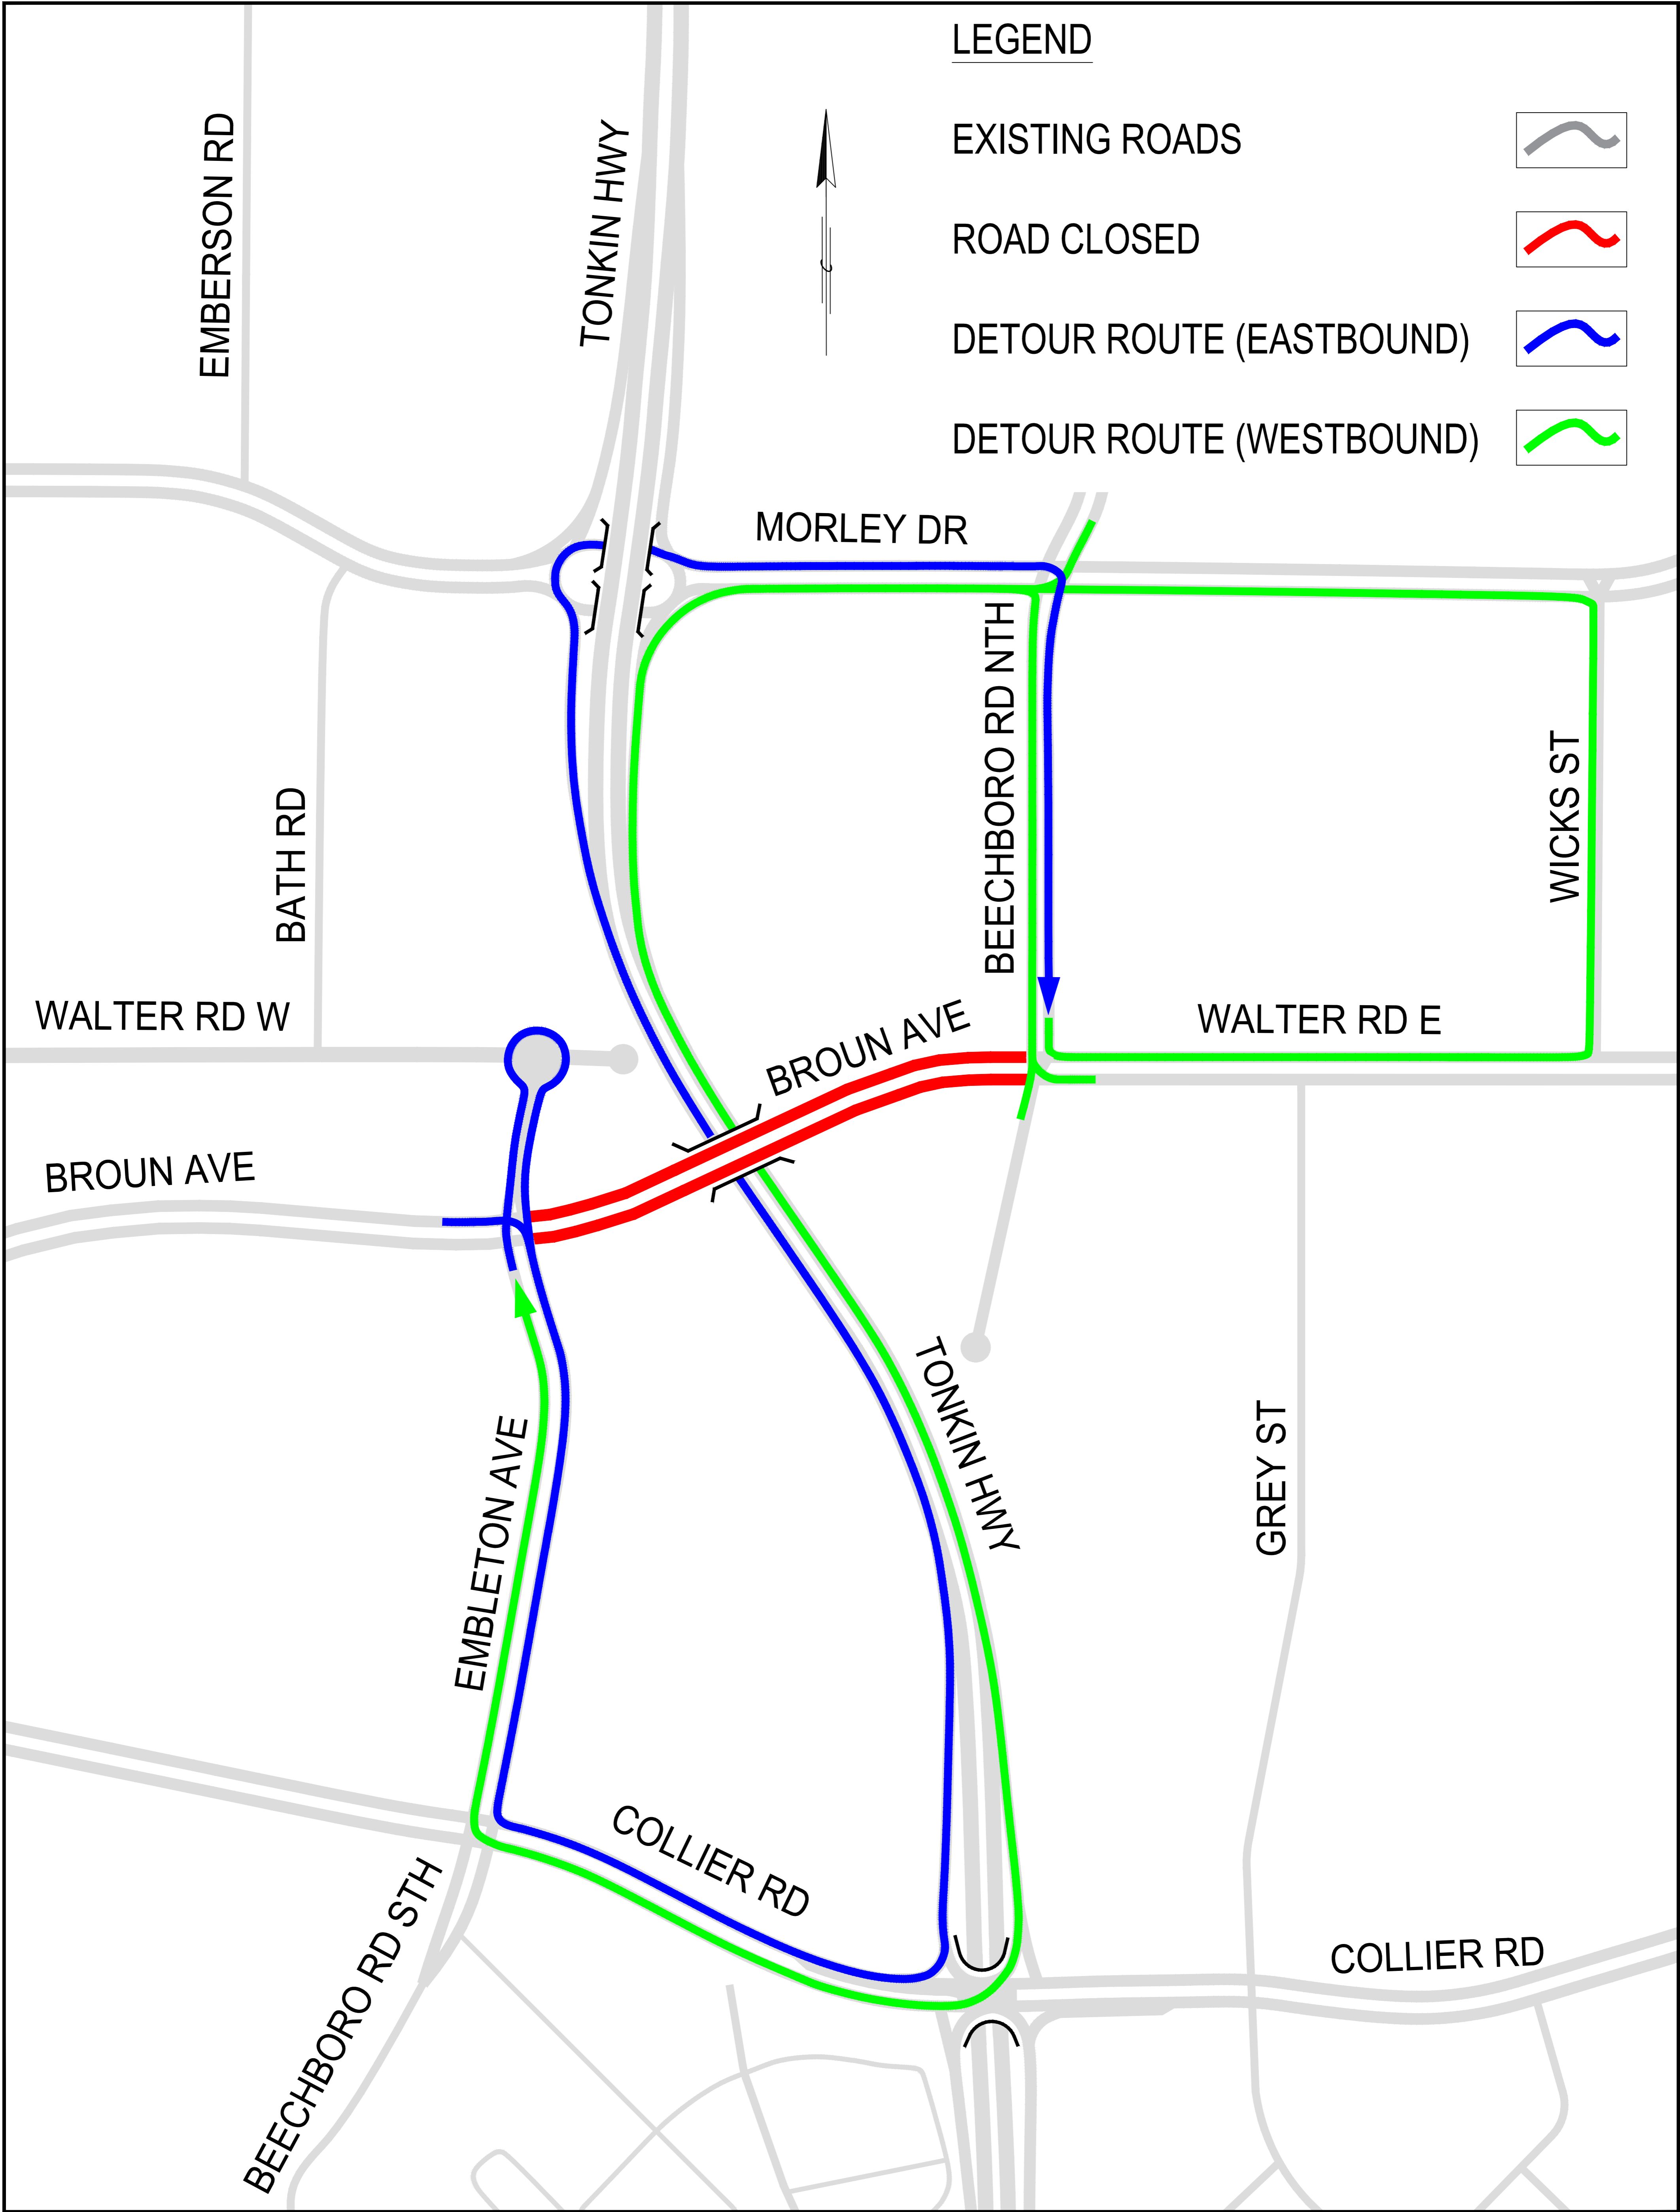 LEGEND
EXISTING ROADS
ROAD CLOSED
DETOUR ROUTE (EASTBOUND)
DETOUR ROUTE (WESTBOUND)
EMBERSON RD
TONKIN HWY
MORLEY DR
BEECHBORO RD NTH
WICKS ST
BATH RD
WALTER RD W
WALTER RD E
BROUN AVE
BROUN AVE
TONKIN HWY
GREY ST
EMBLETON AVE
COLLIER RD
BEECHBORO RD STH
COLLIER RD